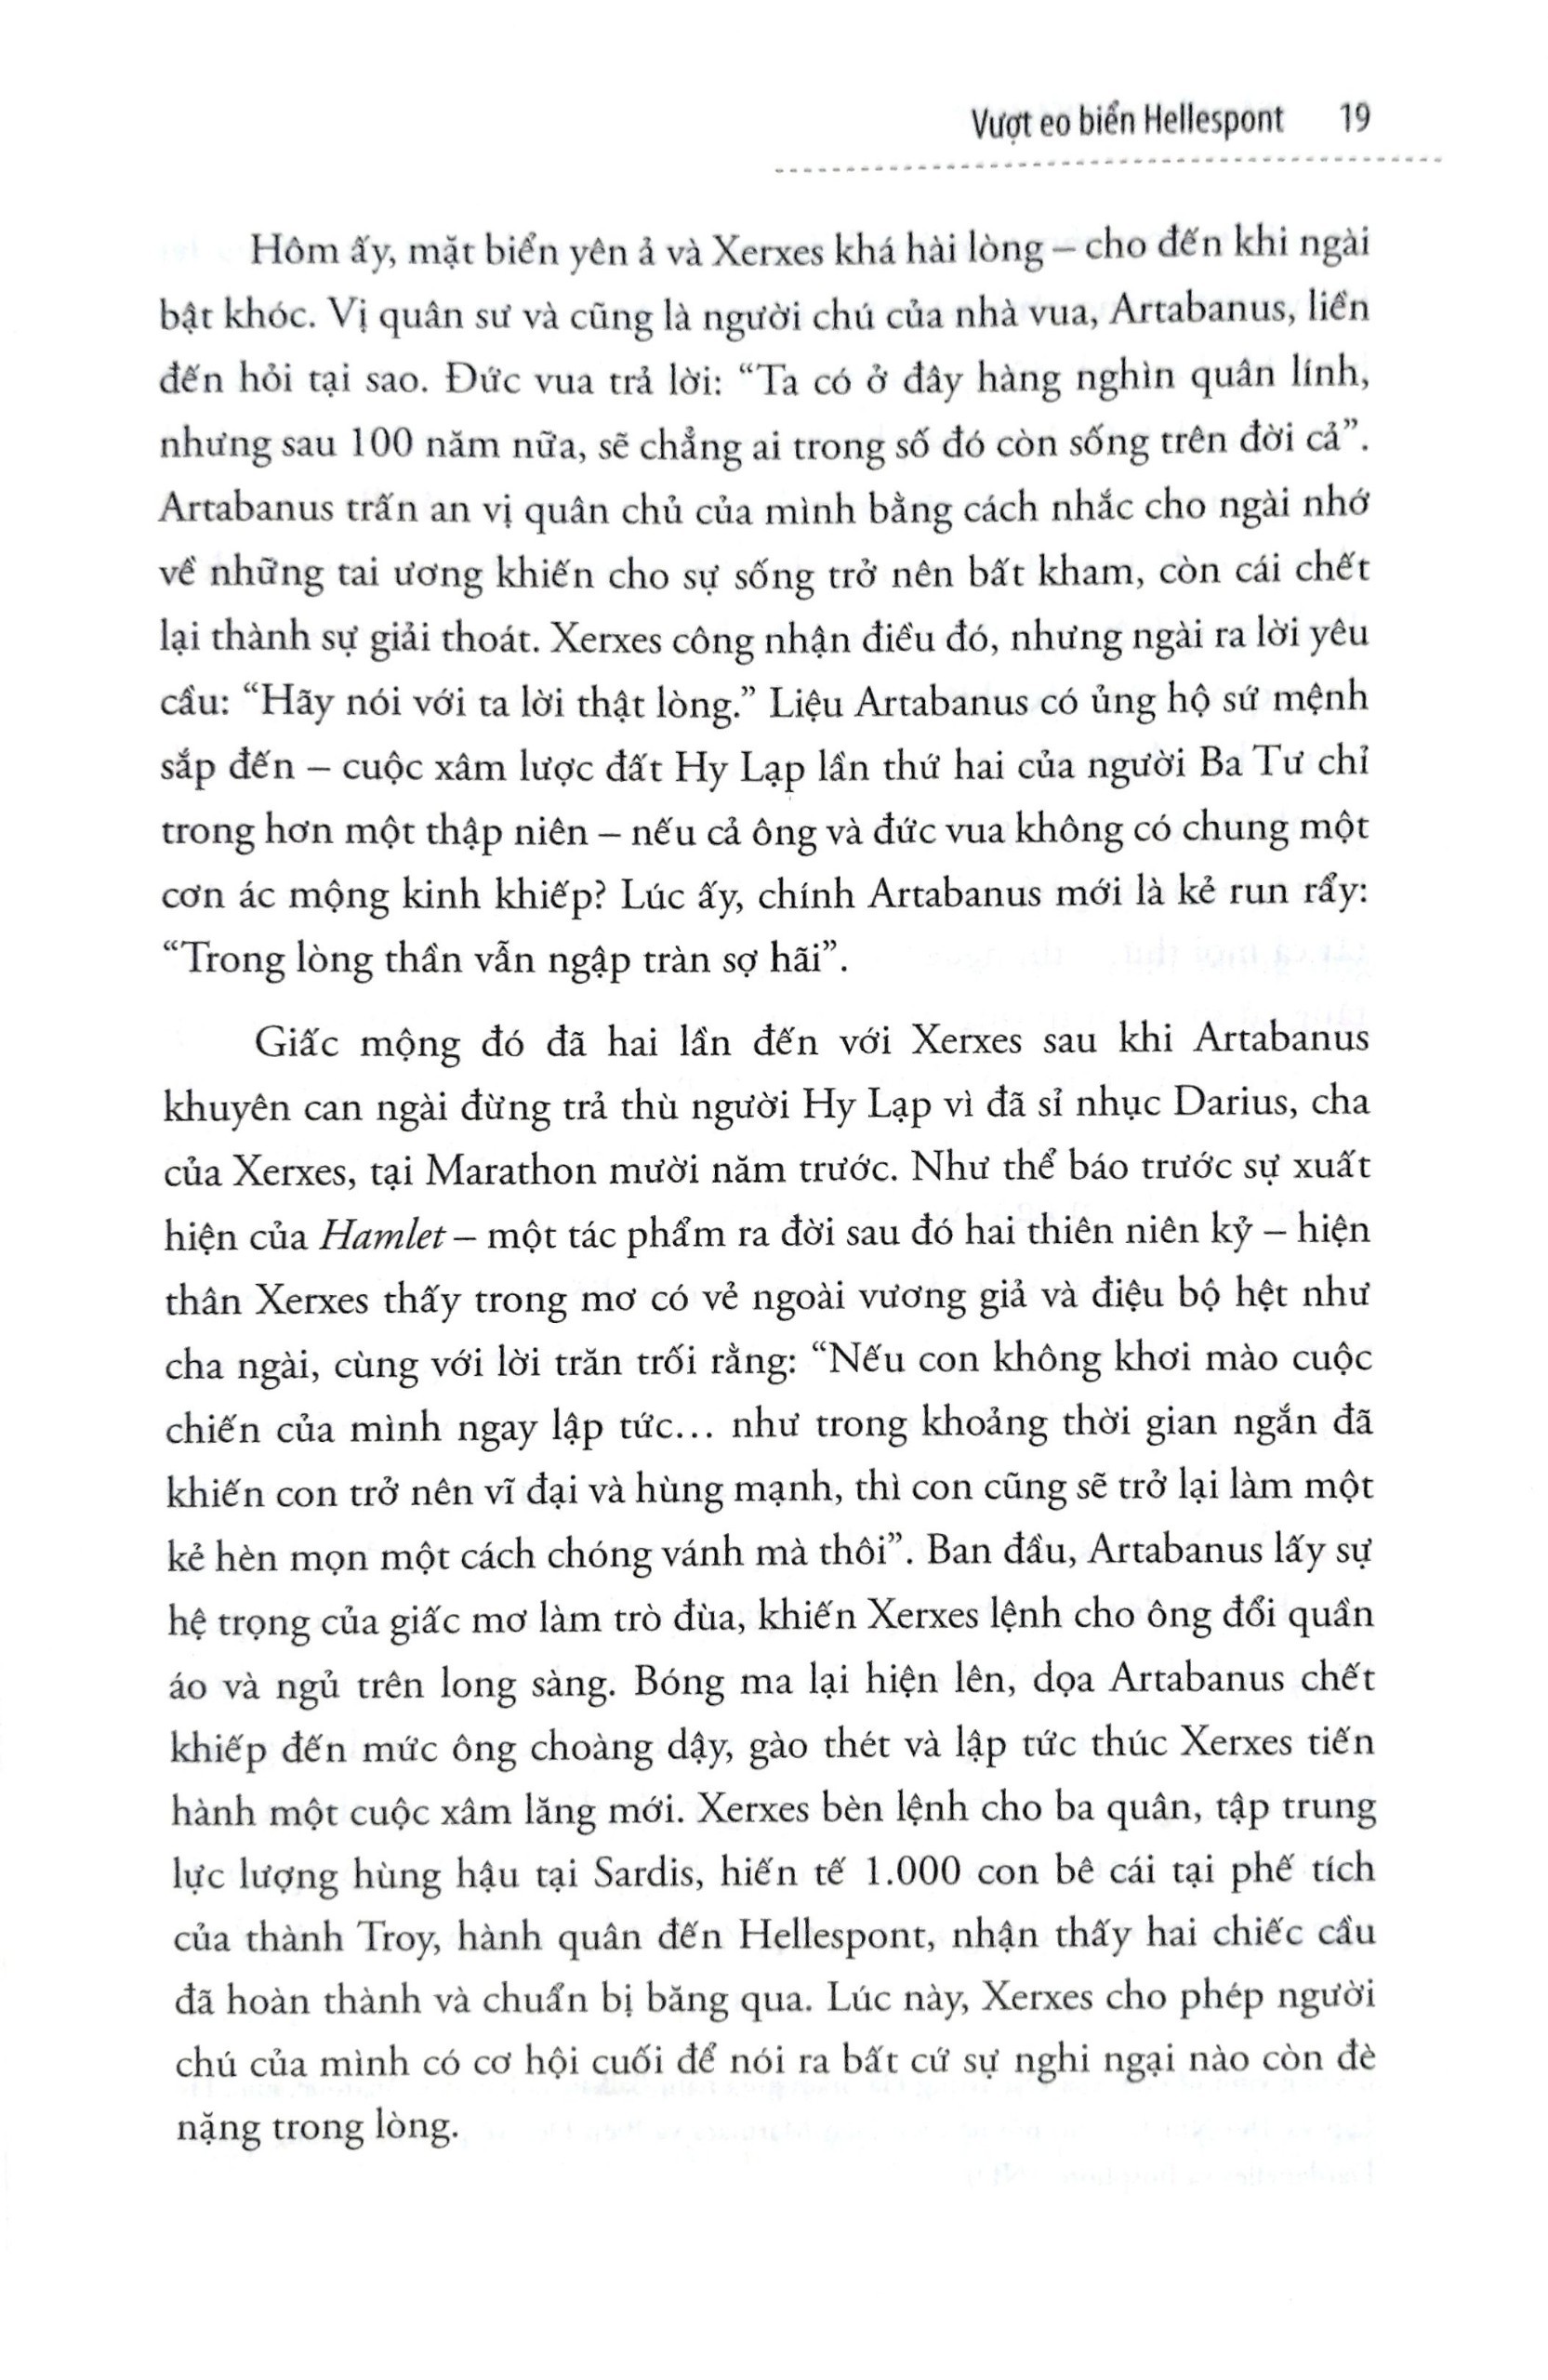 Vượt eo biển Hellespont 19
Hôm ấy, mặt biển yên ả và Xerxes khá hài lòng – cho đến khi ngài
bật khóc. Vị quân sư và cũng là người chú của nhà vua, Artabanus, liền
đến hỏi tại sao. Đức vua trả lời: “Ta có ở đây hàng nghìn quân lính,
nhưng sau 100 năm nữa, sẽ chẳng ai trong số đó còn sống trên đời cả”.
Artabanus trấn an vị quân chủ của mình bằng cách nhắc cho ngài nhớ
về những tai ương khiến cho sự sống trở nên bất kham, còn cái chết
lại thành sự giải thoát. Xerxes công nhận điều đó, nhưng ngài ra lời yêu
cầu: “Hãy nói với ta lời thật lòng.” Liệu Artabanus có ủng hộ sứ mệnh
sắp đến – cuộc xâm lược đất Hy Lạp lần thứ hai của người Ba Tư chỉ
trong hơn một thập niên – nếu cả ông và đức vua không có chung một
cơn ác mộng kinh khiếp? Lúc ấy, chính Artabanus mới là kẻ run rẩy:
“Trong lòng thần vẫn ngập tràn sợ hãi”.
Giấc mộng đó đã hai lần đến với Xerxes sau khi Artabanus
khuyên can ngài đừng trả thù người Hy Lạp vì đã sỉ nhục Darius, cha
của Xerxes, tại Marathon mười năm trước. Như thể báo trước sự xuất
hiện của Hamlet – một tác phẩm ra đời sau đó hai thiên niên kỷ – hiện
thân Xerxes thấy trong mơ có vẻ ngoài vương giả và điệu bộ hệt như
cha ngài, cùng với lời trăn trối rằng: “Nếu con không khơi mào cuộc
chiến của mình ngay lập tức… như trong khoảng thời gian ngắn đã
khiến con trở nên vĩ đại và hùng mạnh, thì con cũng sẽ trở lại làm một
kẻ hèn mọn một cách chóng vánh mà thôi”. Ban đầu, Artabanus lấy sự
hệ trọng của giấc mơ làm trò đùa, khiến Xerxes lệnh cho ông đổi quần
áo và ngủ trên long sàng. Bóng ma lại hiện lên, dọa Artabanus chết
khiếp đến mức ông choàng dậy, gào thét và lập tức thúc Xerxes tiến
hành một cuộc xâm lăng mới. Xerxes bèn lệnh cho ba quân, tập trung
lực lượng hùng hậu tại Sardis, hiến tế 1.000 con bê cái tại phế tích
của thành Troy, hành quân đến Hellespont, nhận thấy hai chiếc cầu
đã hoàn thành và chuẩn bị băng qua. Lúc này, Xerxes cho phép người
chú của mình có cơ hội cuối để nói ra bất cứ sự nghi ngại nào còn đè
nặng trong lòng.